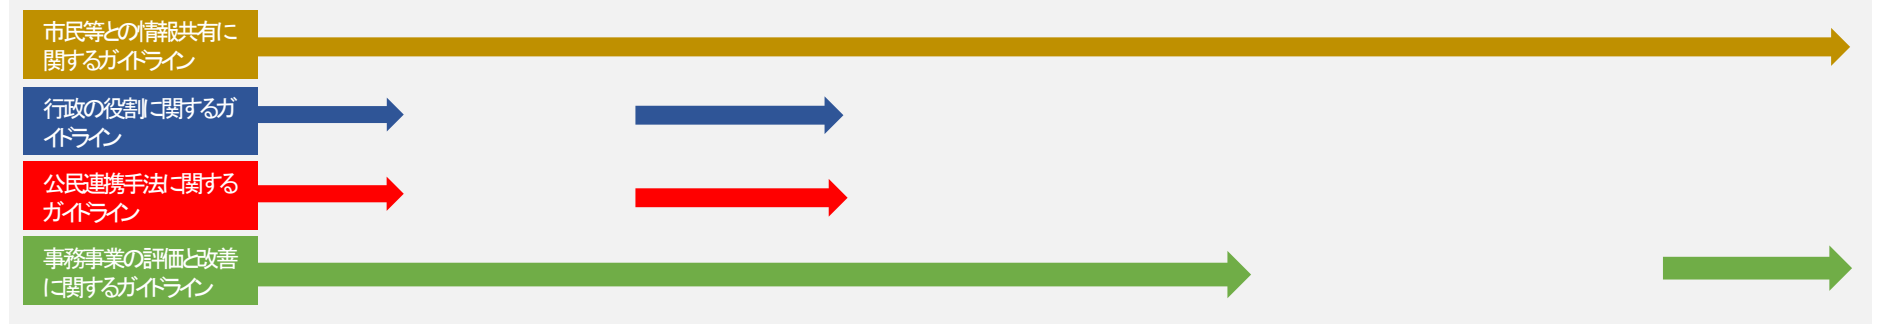 市民等との情報共有に
関するガイドライン
行政の役割に関するガ
イドライン
公民連携手法に関する
ガイドライン
事務事業の評価と改善
に関するガイドライン